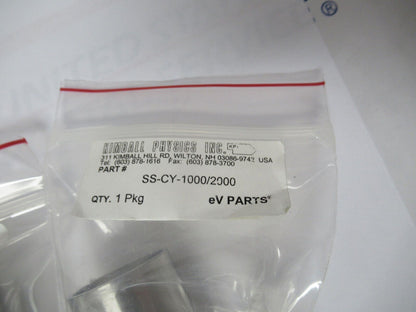 KIMBALL PHYSICS INC. KP
311 KIMBALL HILL RD, WILTON, NH 03086-9742 USA
Tel: (603) 878-1616 Fax: (603) 878-3700
PART #
SS-CY-1000/2000
QTY. 1 Pkg eV PARTS®